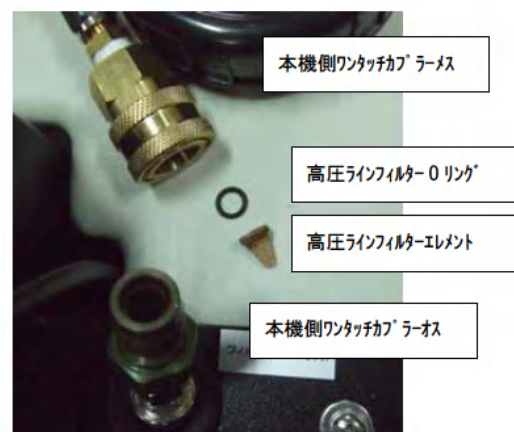 本機側ﾜﾝﾀｯﾁｶﾌﾟﾗｰﾒｽ
高圧ﾗｲﾝﾌｨﾙﾀｰ O ﾘﾝｸﾞ
高圧ﾗｲﾝﾌｨﾙﾀｰｴﾚﾒﾝﾄ
本機側ﾜﾝﾀｯﾁｶﾌﾟﾗｰｵｽ